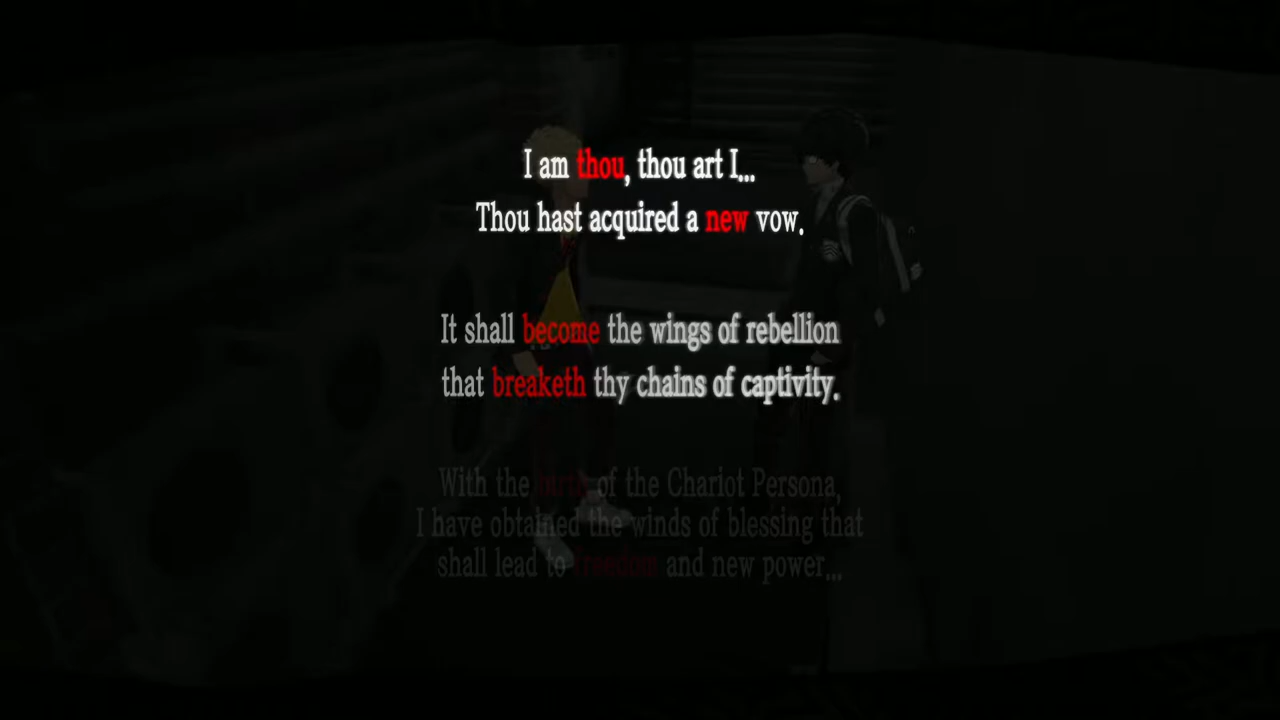 I am thou, thou art I...
Thou hast acquired a new vow.
It shall become the wings of rebellion
that breaketh thy chains of captivity.
With the birth of the Chariot Persona,
I have obtained the winds of blessing that
shall lead to freedom and new power...